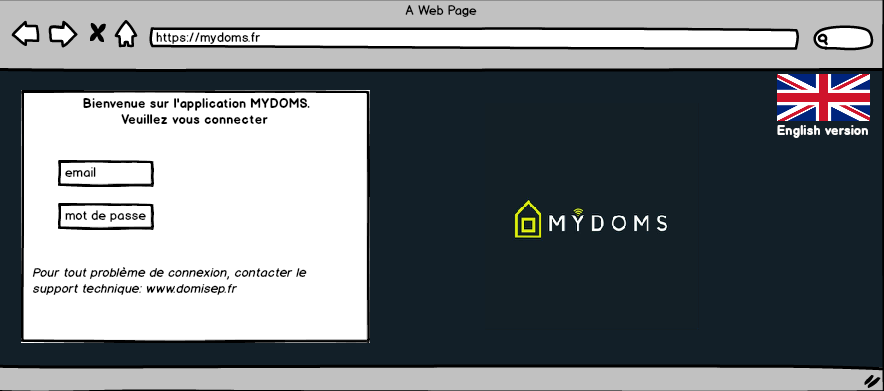 A Web Page
https://mydoms.fr
English version
Bienvenue sur l'application MYDOMS.
Veuillez vous connecter
email
mot de passe
MYDOMS
Pour tout problème de connexion, contacter le
support technique: www.domisep.fr